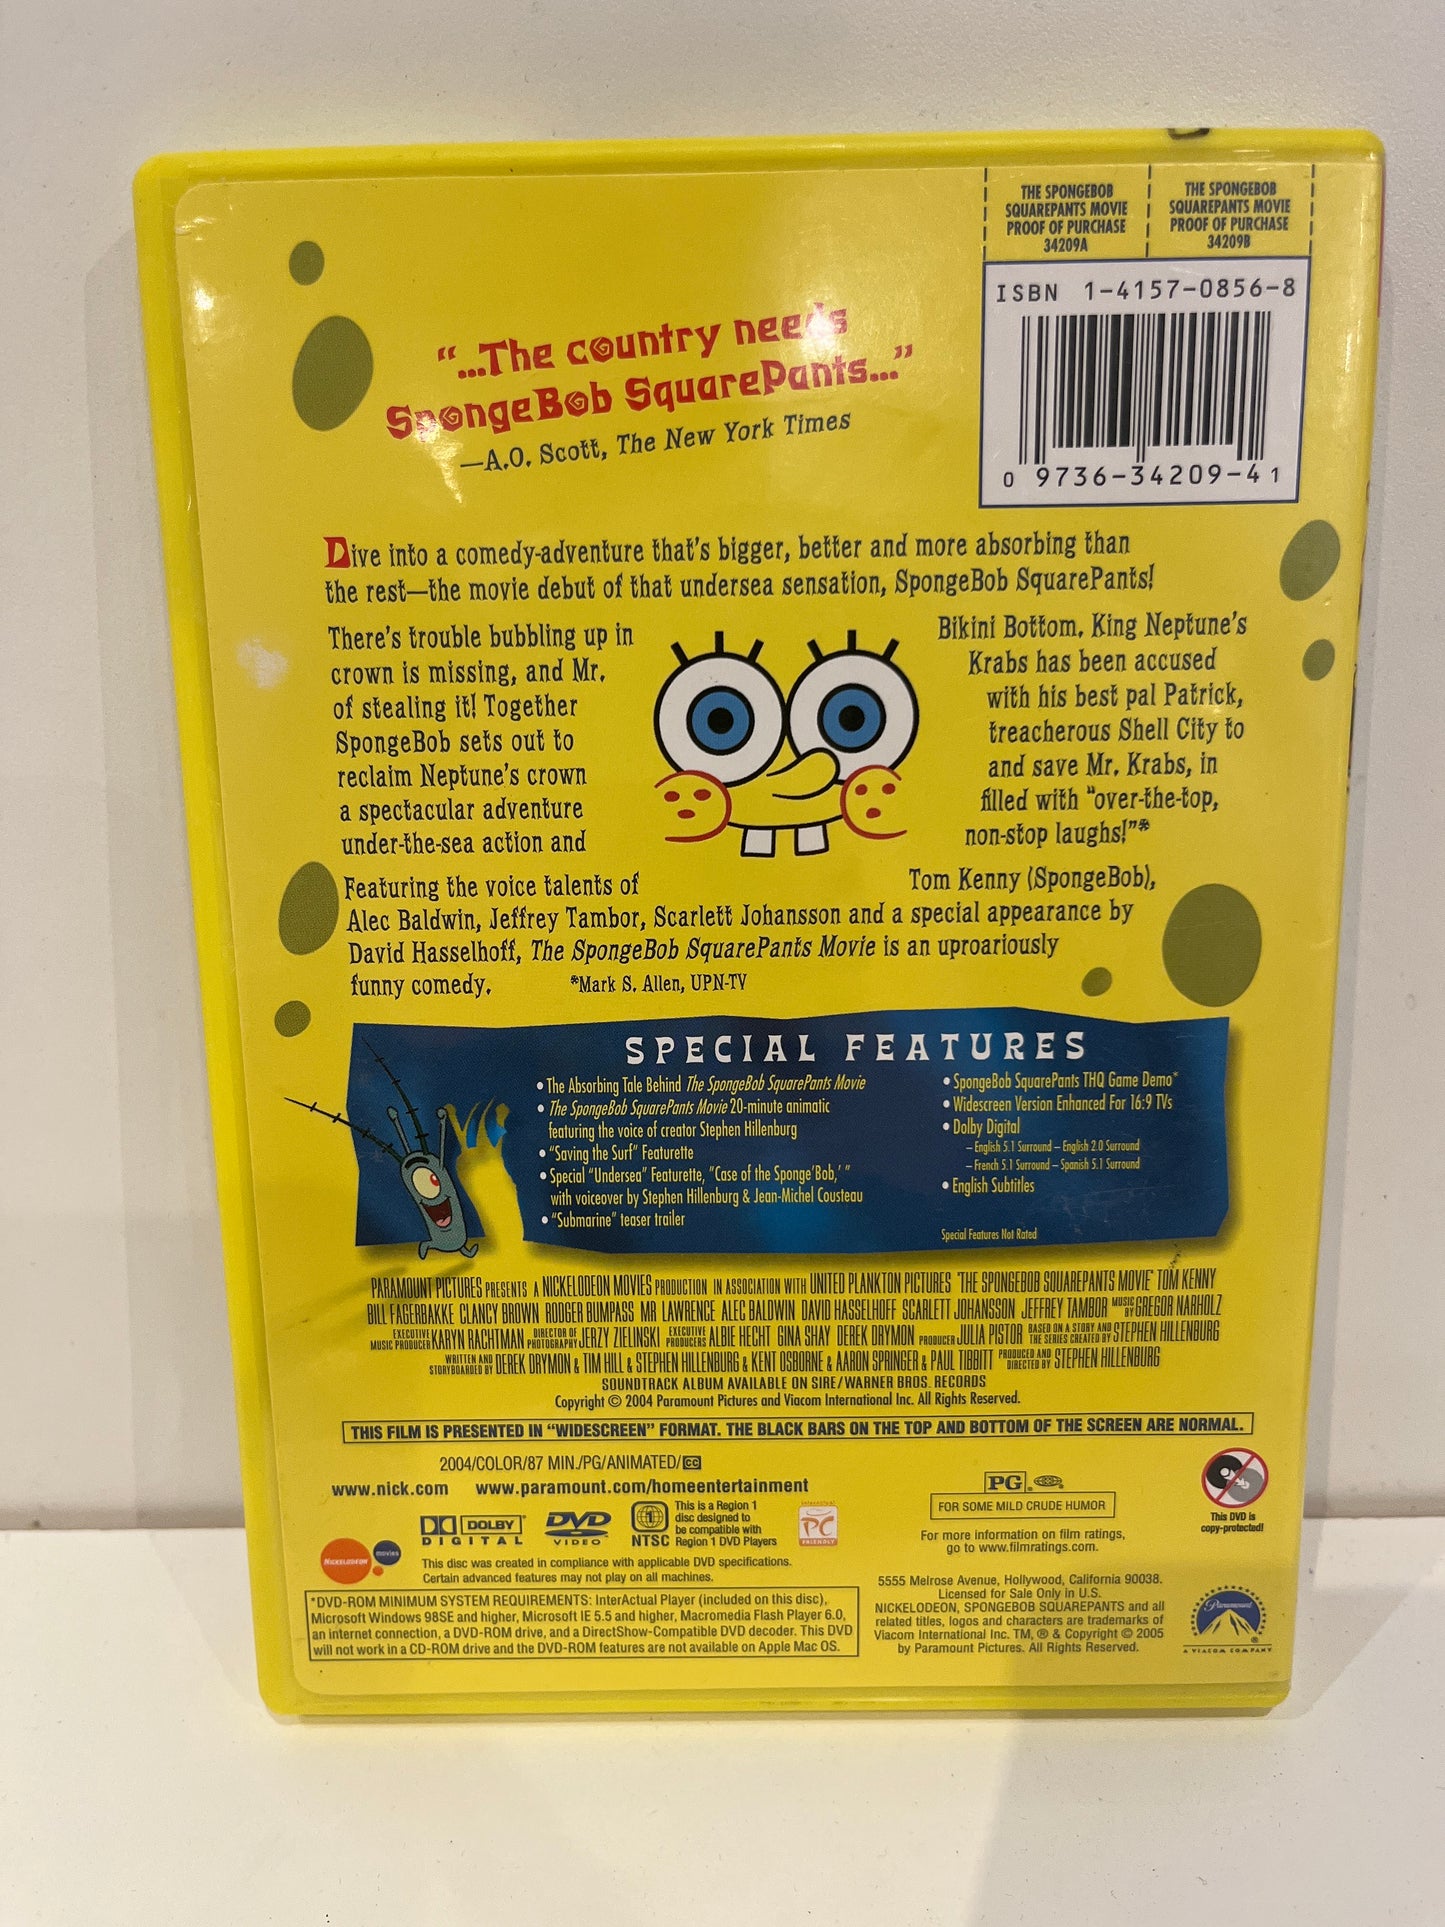 THE SPONGEBOB
SQUAREPANTS MOVIE
PROOF OF PURCHASE
34209A
THE SPONGEBOB
SQUAREPANTS MOVIE
PROOF OF PURCHASE
34209B
ISBN 1-4157-0856-8
0 9736-34209-4 1
“...The country needs
SpongeBob SquarePants...”
—A.O. Scott, The New York Times
Dive into a comedy-adventure that's bigger, better and more absorbing than
the rest—the movie debut of that undersea sensation, SpongeBob SquarePants!
There's trouble bubbling up in Bikini Bottom. King Neptune's
crown is missing, and Mr. Krabs has been accused
of stealing it! Together with his best pal Patrick,
SpongeBob sets out to treacherous Shell City to
reclaim Neptune's crown and save Mr. Krabs, in
a spectacular adventure filled with “over-the-top,
under-the-sea action and non-stop laughs!”*
Featuring the voice talents of Tom Kenny (SpongeBob),
Alec Baldwin, Jeffrey Tambor, Scarlett Johansson and a special appearance by
David Hasselhoff, The SpongeBob SquarePants Movie is an uproariously
funny comedy. *Mark S. Allen, UPN-TV
SPECIAL FEATURES
• The Absorbing Tale Behind The SpongeBob SquarePants Movie
• The SpongeBob SquarePants Movie 20-minute animatic
featuring the voice of creator Stephen Hillenburg
• “Saving the Surf” Featurette
• Special “Undersea” Featurette, “Case of the Sponge'Bob,' ”
with voiceover by Stephen Hillenburg & Jean-Michel Cousteau
• “Submarine” teaser trailer
• SpongeBob SquarePants THQ Game Demo*
• Widescreen Version Enhanced For 16:9 TVs
• Dolby Digital
– English 5.1 Surround – English 2.0 Surround
– French 5.1 Surround – Spanish 5.1 Surround
• English Subtitles
Special Features Not Rated
PARAMOUNT PICTURES PRESENTS A NICKELODEON MOVIES PRODUCTION IN ASSOCIATION WITH UNITED PLANKTON PICTURES "THE SPONGEBOB SQUAREPANTS MOVIE" TOM KENNY
BILL FAGERBAKKE CLANCY BROWN RODGER BUMPASS MR LAWRENCE ALEC BALDWIN DAVID HASSELHOFF SCARLETT JOHANSSON JEFFREY TAMBOR MUSIC BY GREGOR NARHOLZ
EXECUTIVE MUSIC PRODUCER KARYN RACHTMAN DIRECTOR OF PHOTOGRAPHY JERZY ZIELINSKI EXECUTIVE PRODUCERS ALBIE HECHT GINA SHAY DEREK DRYMON PRODUCER JULIA PISTOR BASED ON A STORY AND THE SERIES CREATED BY STEPHEN HILLENBURG
WRITTEN AND STORYBOARDED BY DEREK DRYMON & TIM HILL & STEPHEN HILLENBURG & KENT OSBORNE & AARON SPRINGER & PAUL TIBBITT PRODUCED AND DIRECTED BY STEPHEN HILLENBURG
SOUNDTRACK ALBUM AVAILABLE ON SIRE/WARNER BROS. RECORDS
Copyright © 2004 Paramount Pictures and Viacom International Inc. All Rights Reserved.
THIS FILM IS PRESENTED IN “WIDESCREEN” FORMAT. THE BLACK BARS ON THE TOP AND BOTTOM OF THE SCREEN ARE NORMAL.
2004/COLOR/87 MIN./PG/ANIMATED/CC
www.nick.com www.paramount.com/homeentertainment
DOLBY
DIGITAL
DVD
VIDEO
1
NTSC
This is a Region 1
disc designed to
be compatible with
Region 1 DVD Players
InterActual
PC
FRIENDLY
NICKELODEON
movies
This disc was created in compliance with applicable DVD specifications.
Certain advanced features may not play on all machines.
*DVD-ROM MINIMUM SYSTEM REQUIREMENTS: InterActual Player (included on this disc),
Microsoft Windows 98SE and higher, Microsoft IE 5.5 and higher, Macromedia Flash Player 6.0,
an internet connection, a DVD-ROM drive, and a DirectShow-Compatible DVD decoder. This DVD
will not work in a CD-ROM drive and the DVD-ROM features are not available on Apple Mac OS.
PG
FOR SOME MILD CRUDE HUMOR
For more information on film ratings,
go to www.filmratings.com.
This DVD is
copy-protected!
5555 Melrose Avenue, Hollywood, California 90038.
Licensed for Sale Only in U.S.
NICKELODEON, SPONGEBOB SQUAREPANTS and all
related titles, logos and characters are trademarks of
Viacom International Inc. TM, ® & Copyright © 2005
by Paramount Pictures. All Rights Reserved.
Paramount
®
A VIACOM COMPANY